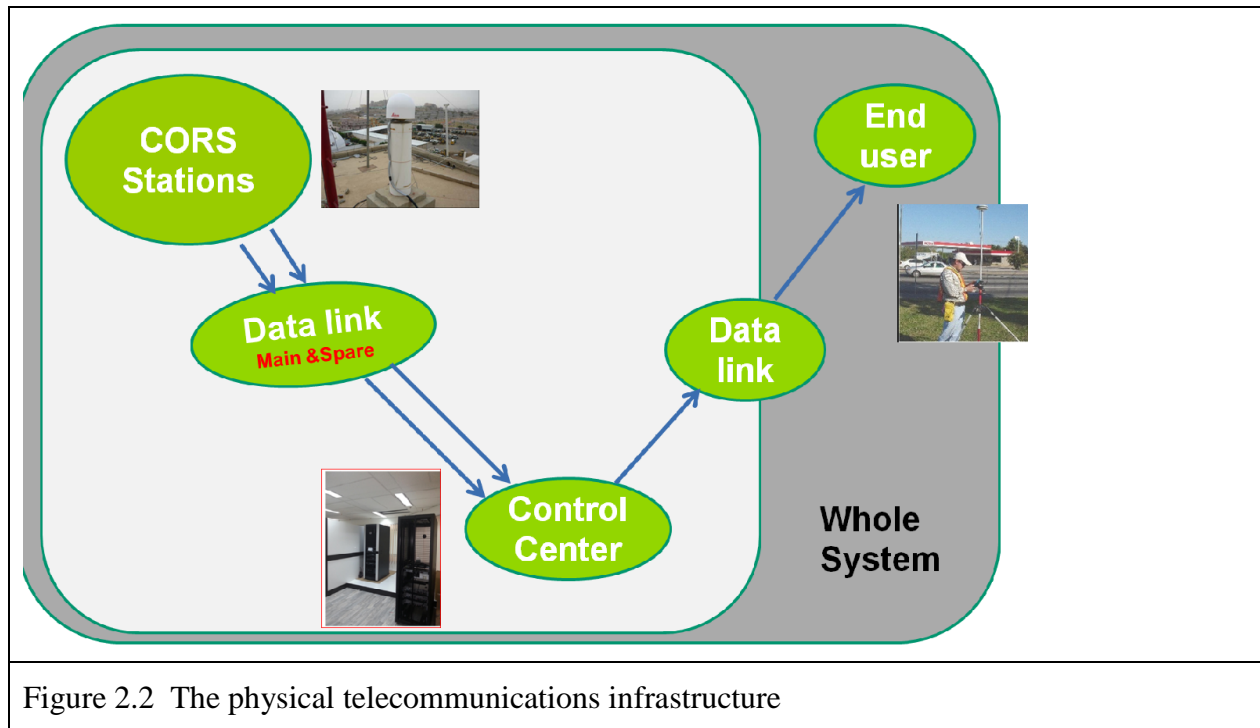 CORS
Stations
End
user
Data link
Main &Spare
Data
link
Control
Center
Whole
System
Figure 2.2  The physical telecommunications infrastructure